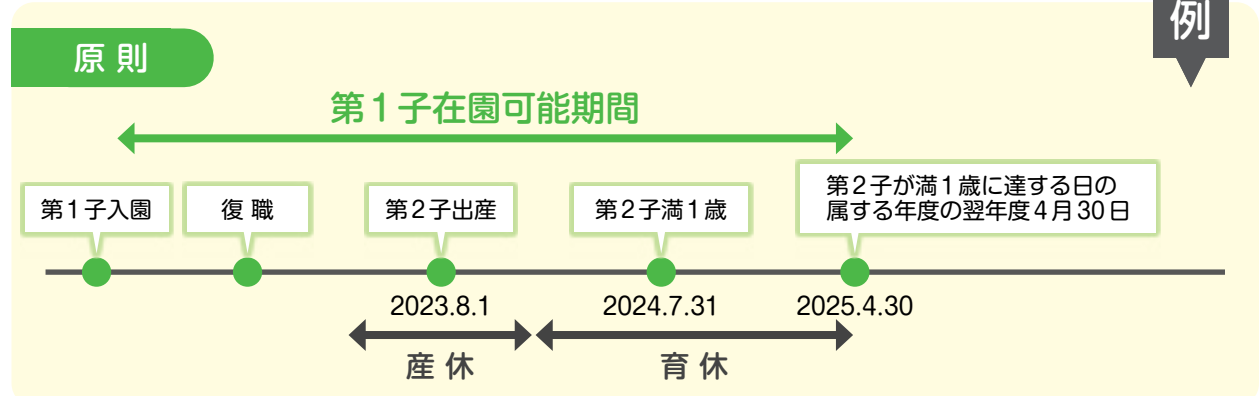 例
原則
第1子在園可能期間
第1子入園
復職
第2子出産
第2子満1歳
第2子が満1歳に達する日の
属する年度の翌年度4月30日
2023.8.1
2024.7.31
2025.4.30
産休
育休